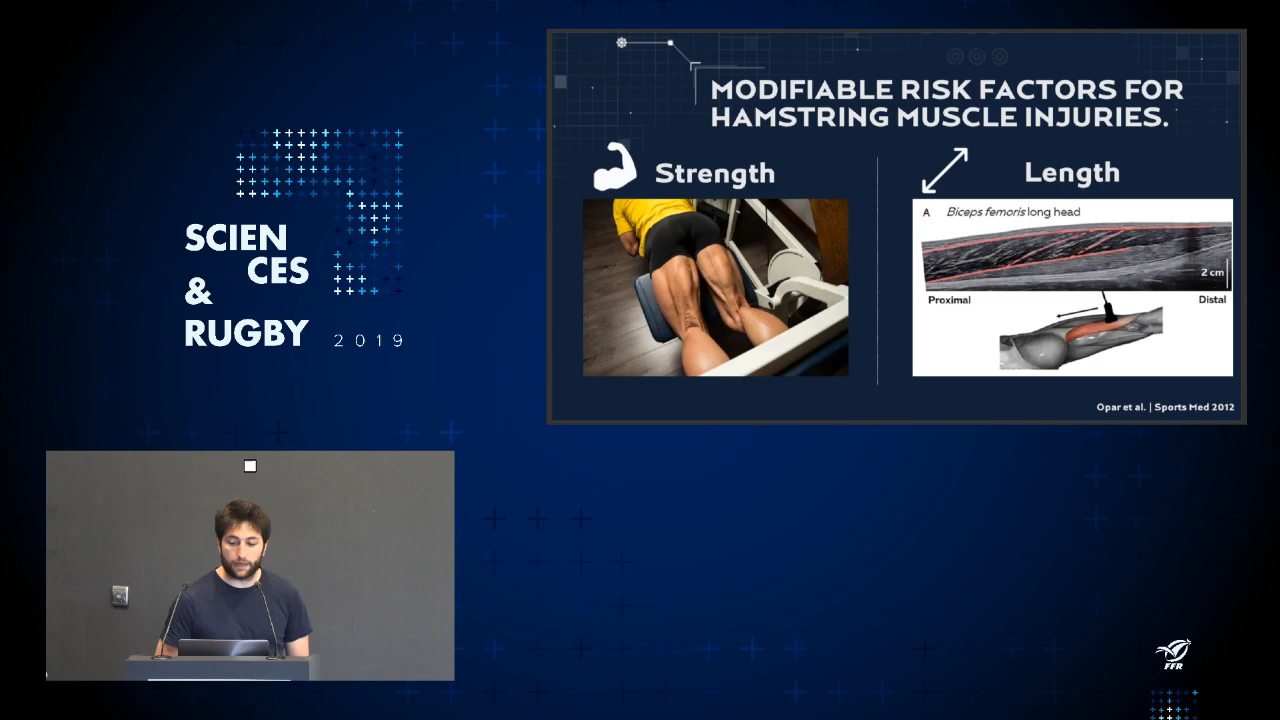 SCIEN
CES
&
RUGBY 2019
MODIFIABLE RISK FACTORS FOR
HAMSTRING MUSCLE INJURIES.
Strength
Length
A Biceps femoris long head
2 cm
Proximal Distal
Opar et al. | Sports Med 2012
FFR